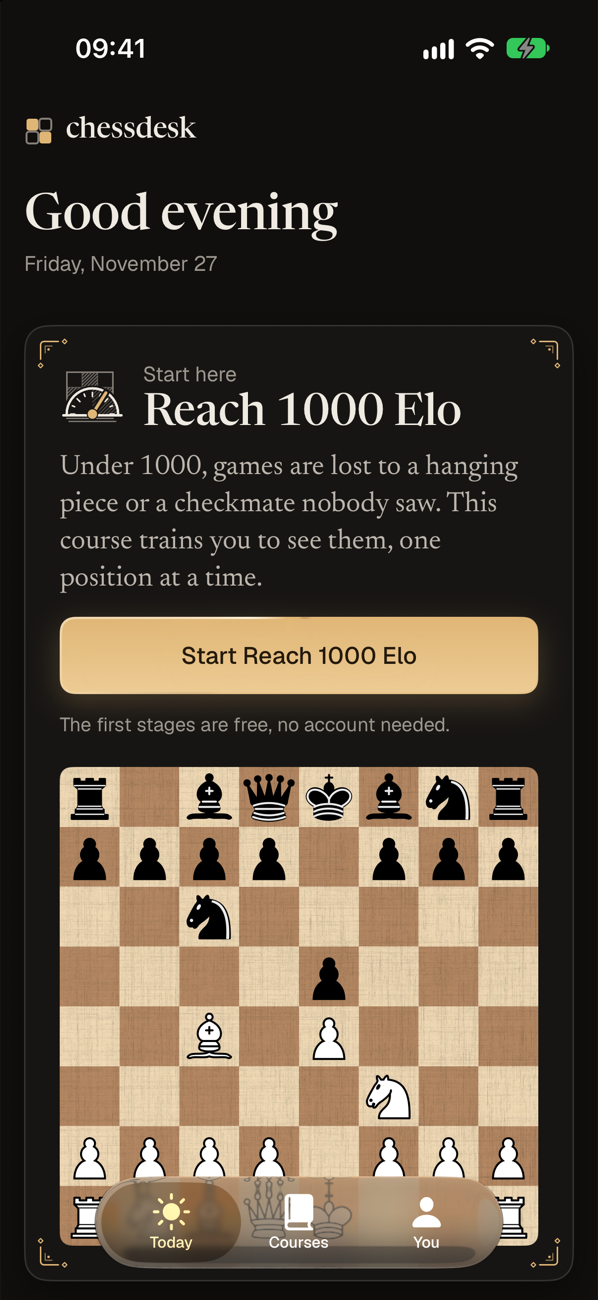 09:41
chessdesk
Good evening
Friday, November 27
Start here
Reach 1000 Elo
Under 1000, games are lost to a hanging
piece or a checkmate nobody saw. This
course trains you to see them, one
position at a time.
Start Reach 1000 Elo
The first stages are free, no account needed.
Today
Courses
You